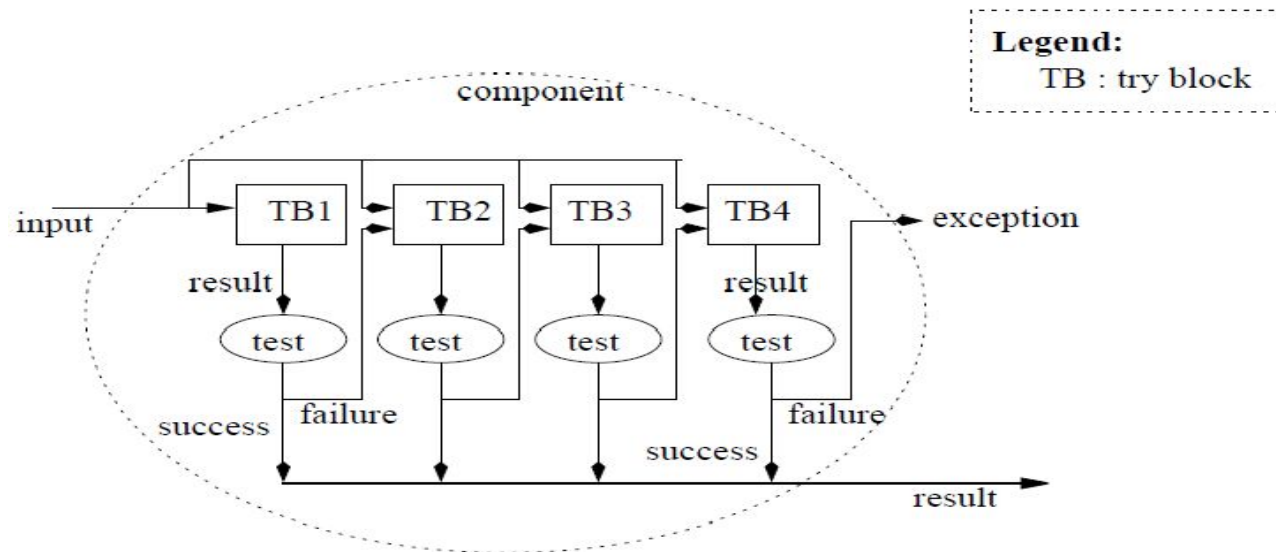 Legend:
TB : try block
component
input
TB1
TB2
TB3
TB4
exception
result
result
test
test
test
test
failure
failure
success
success
result